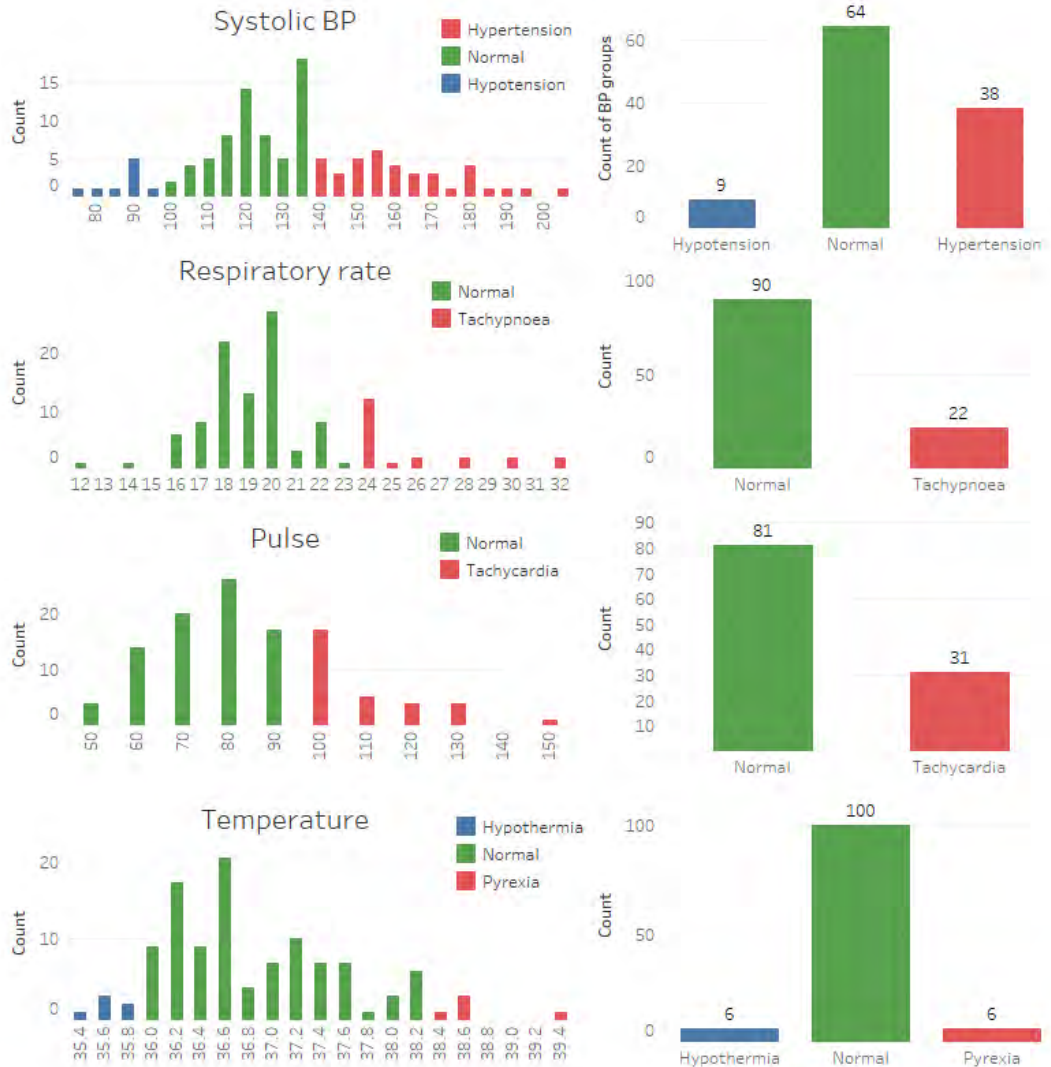 Systolic BP
Hypertension
Normal
Hypotension
Count
15
10
5
0
80
90
100
110
120
130
140
150
160
170
180
190
200
Count of BP groups
60
40
20
0
9
64
38
Hypotension
Normal
Hypertension
Respiratory rate
Normal
Tachypnoea
Count
20
10
0
12 13 14 15 16 17 18 19 20 21 22 23 24 25 26 27 28 29 30 31 32
Count
100
50
0
90
22
Normal
Tachypnoea
Pulse
Normal
Tachycardia
Count
20
10
0
50
60
70
80
90
100
110
120
130
140
150
Count
90
80
70
60
50
40
30
20
10
81
31
Normal
Tachycardia
Temperature
Hypothermia
Normal
Pyrexia
Count
20
10
0
35.4
35.6
35.8
36.0
36.2
36.4
36.6
36.8
37.0
37.2
37.4
37.6
37.8
38.0
38.2
38.4
38.6
38.8
39.0
39.2
39.4
Count
100
50
0
6
100
6
Hypothermia
Normal
Pyrexia